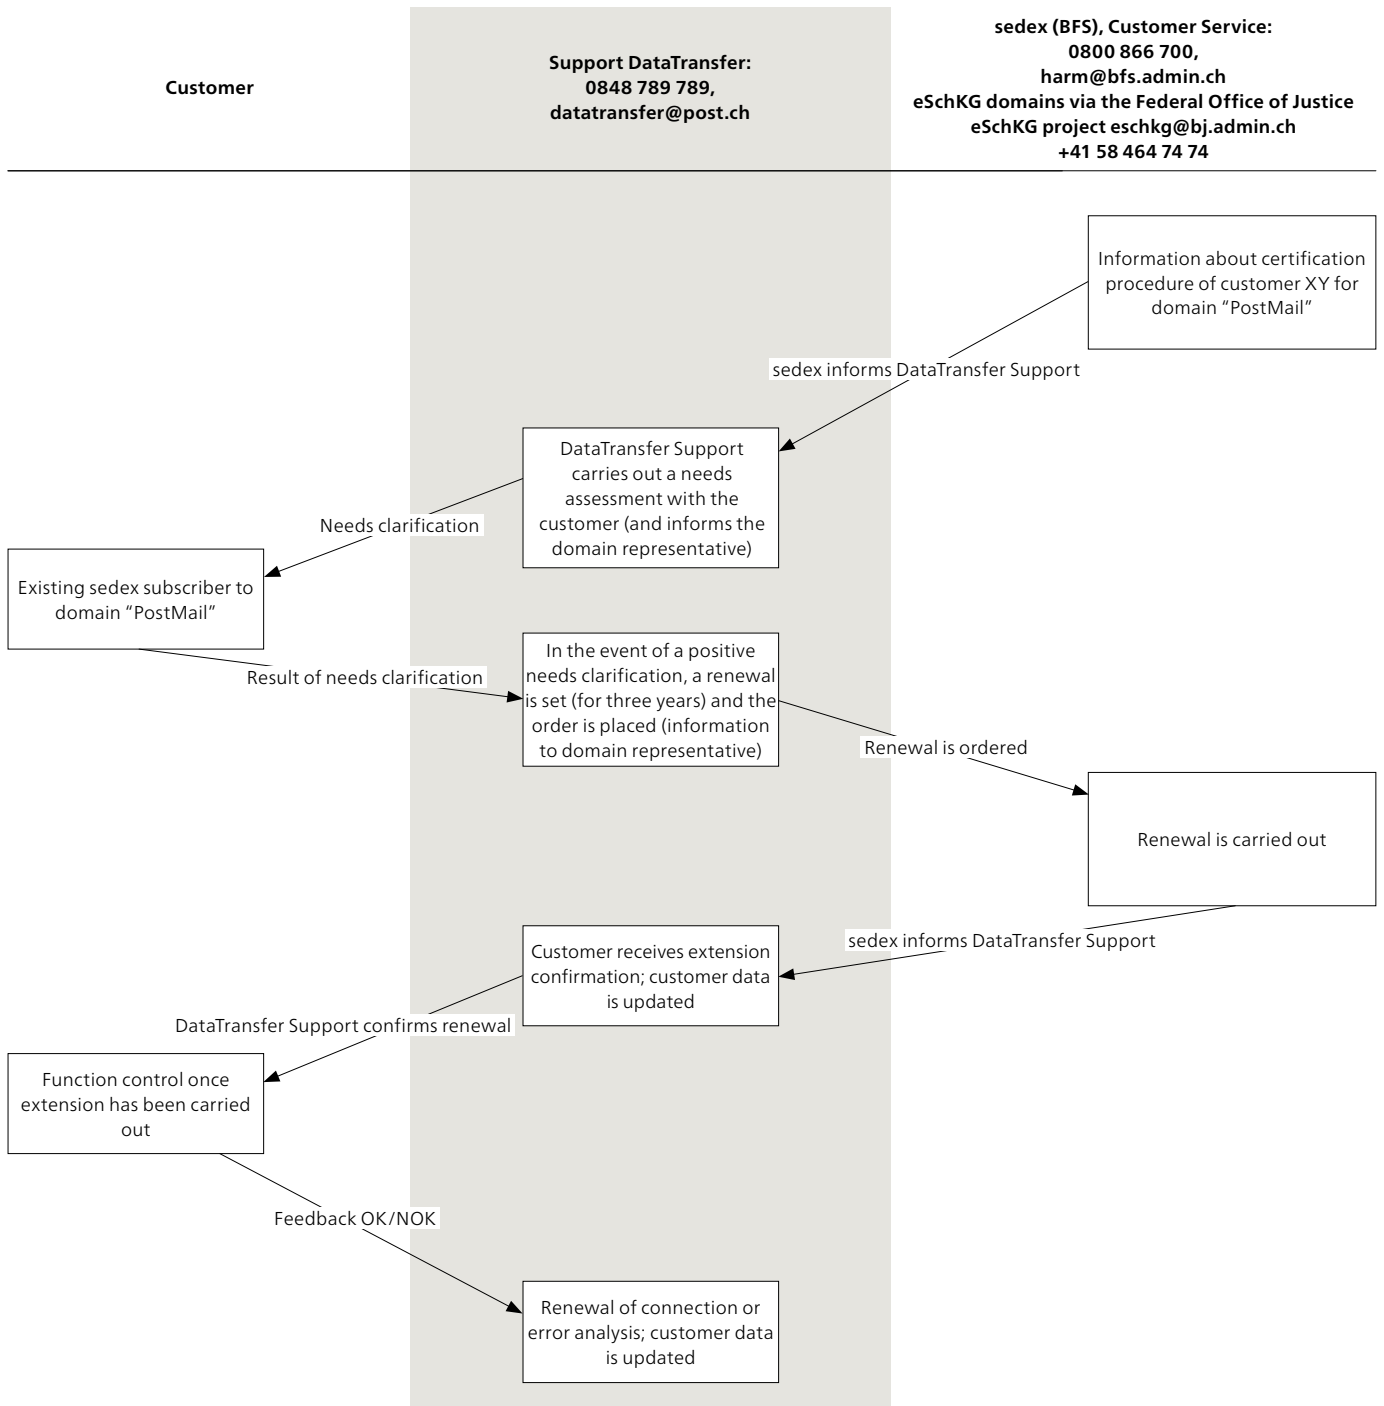 Customer
Support DataTransfer:
0848 789 789,
datatransfer@post.ch
sedex (BFS), Customer Service:
0800 866 700,
harm@bfs.admin.ch
eSchKG domains via the Federal Office of Justice
eSchKG project eschkg@bj.admin.ch
+41 58 464 74 74
Information about certification
procedure of customer XY for
domain “PostMail”
sedex informs DataTransfer Support
DataTransfer Support
carries out a needs
assessment with the
customer (and informs the
domain representative)
Needs clarification
Existing sedex subscriber to
domain “PostMail”
Result of needs clarification
In the event of a positive
needs clarification, a renewal
is set (for three years) and the
order is placed (information
to domain representative)
Renewal is ordered
Renewal is carried out
sedex informs DataTransfer Support
Customer receives extension
confirmation; customer data
is updated
DataTransfer Support confirms renewal
Function control once
extension has been carried
out
Feedback OK/NOK
Renewal of connection or
error analysis; customer data
is updated